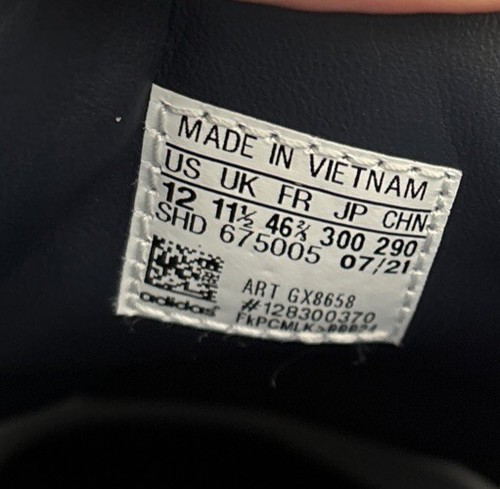 MADE IN VIETNAM
US UK FR JP CHN
12 11½ 46⅔ 300 290
SHD 675005 07/21
ART GX8658
#128300370
adidas